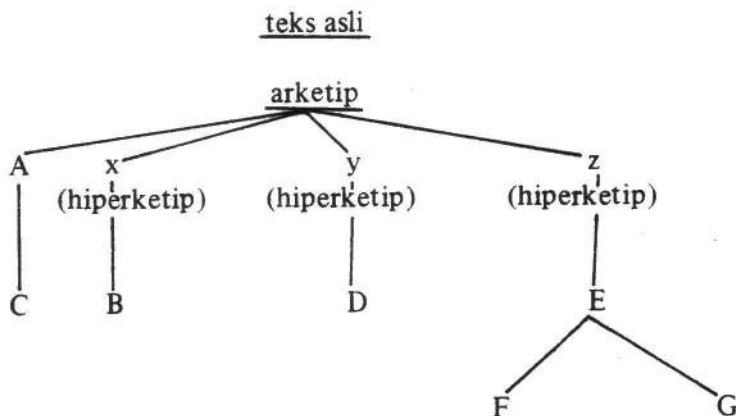 teks asli
arketip
A x y z
(hiperketip) (hiperketip) (hiperketip)
C B D E
F G